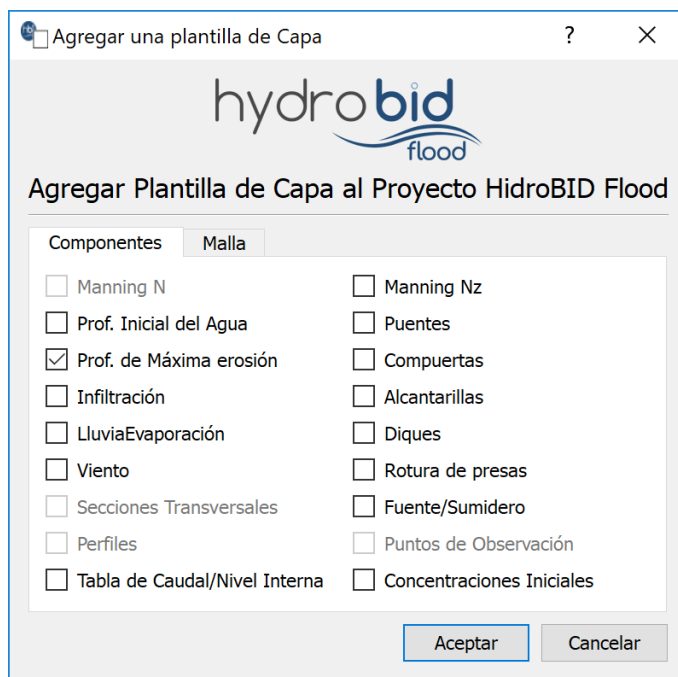 Agregar una plantilla de Capa
?
hydrobid
flood
Agregar Plantilla de Capa al Proyecto HidroBID Flood
Componentes
Malla
Manning N
Manning Nz
Prof. Inicial del Agua
Puentes
Prof. de Máxima erosión
Compuertas
Infiltración
Alcantarillas
LluviaEvaporación
Diques
Viento
Rotura de presas
Secciones Transversales
Fuente/Sumidero
Perfiles
Puntos de Observación
Tabla de Caudal/Nivel Interna
Concentraciones Iniciales
Aceptar
Cancelar